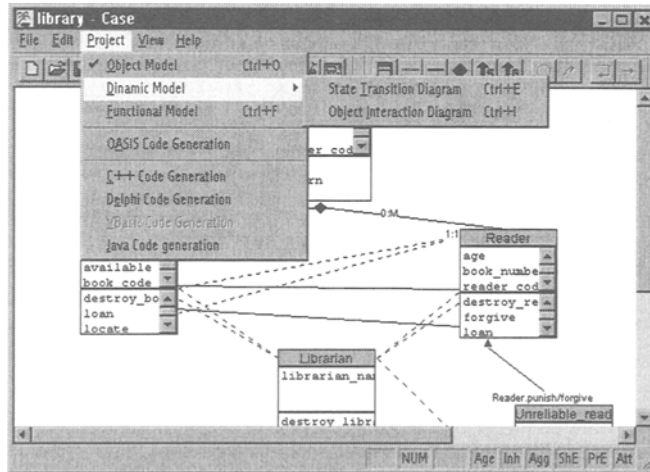 library - Case
File Edit Project View Help
Object Model Ctrl+O
Dinamic Model
State Transition Diagram Ctrl+E
Functional Model Ctrl+F
Object Interaction Diagram Ctrl+I
OASIS Code Generation
C++ Code Generation
Delphi Code Generation
VBasic Code Generation
Java Code generation
er_cod
rn
0:M
1:1
Reader
age
book_numbe
reader_cod
destroy_re
forgive
loan
available
book_code
destroy_bo
loan
locate
Librarian
librarian_nam
destroy_libra
Reader.punish/forgive
Unreliable_read
NUM Age Inh Agg ShE PrE Att